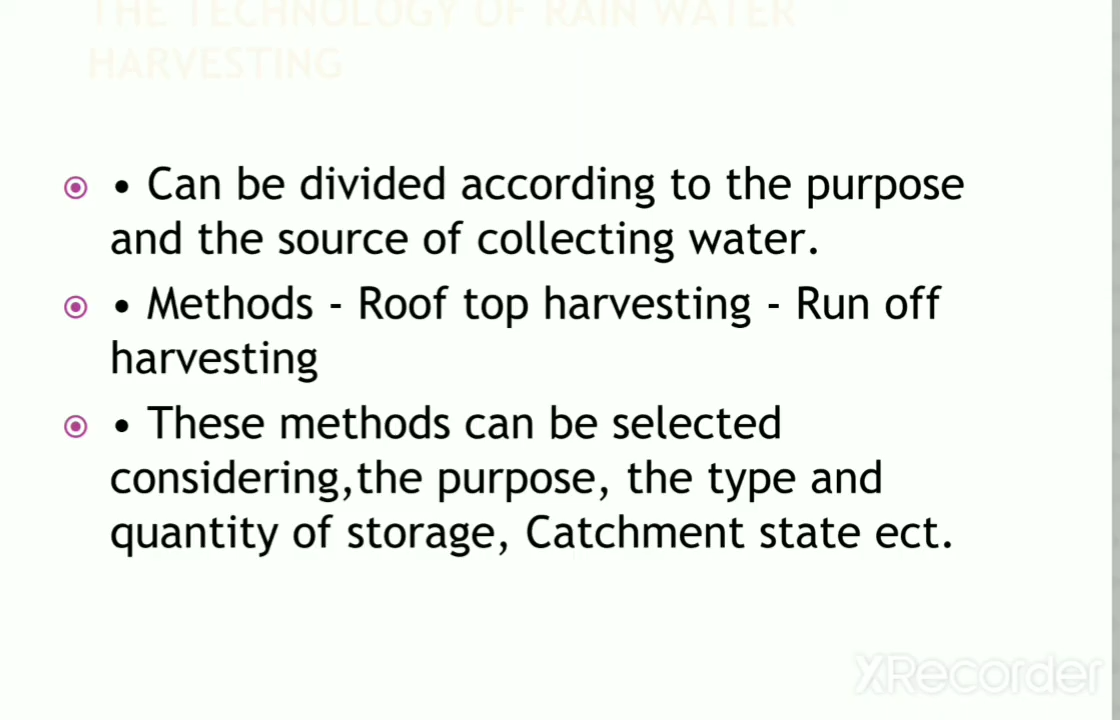 THE TECHNOLOGY OF RAIN WATER
HARVESTING
• Can be divided according to the purpose
and the source of collecting water.
• Methods - Roof top harvesting - Run off
harvesting
• These methods can be selected
considering,the purpose, the type and
quantity of storage, Catchment state ect.
XRecorder